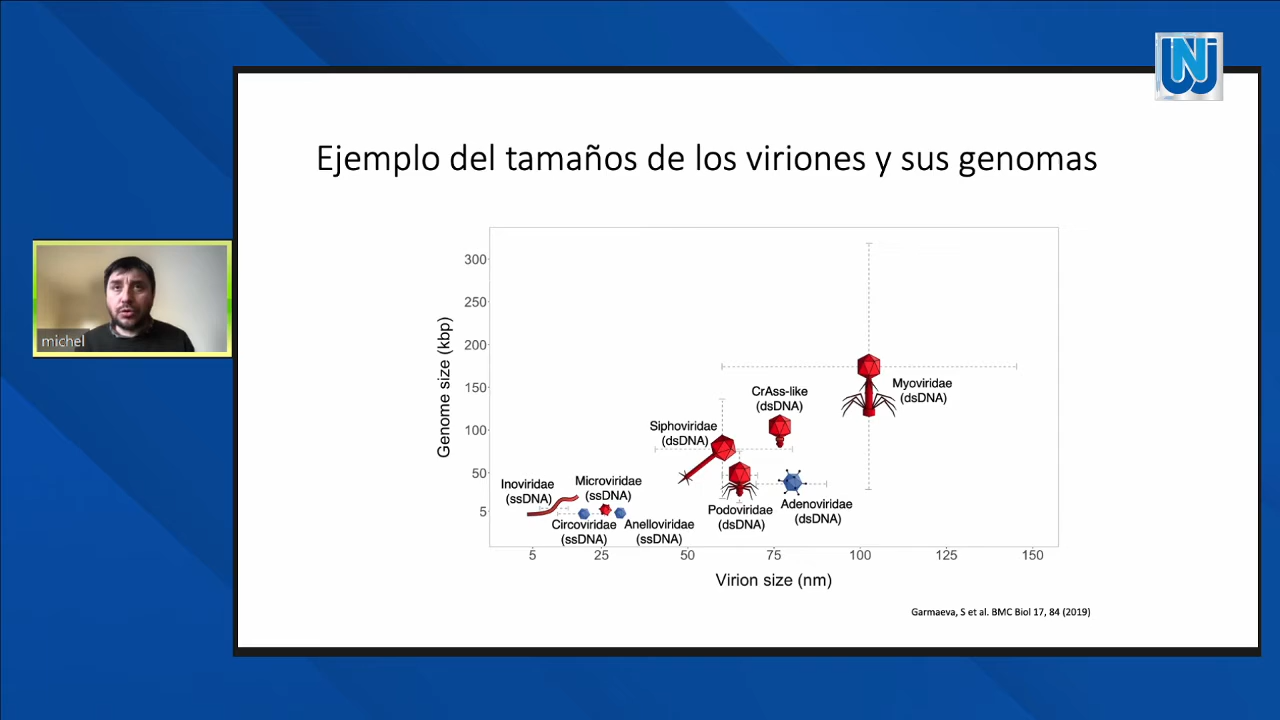 UNJ
Ejemplo del tamaños de los viriones y sus genomas
michel
Genome size (kbp)
300
250
200
150
100
50
5
Myoviridae
(dsDNA)
CrAss-like
(dsDNA)
Siphoviridae
(dsDNA)
Podoviridae
(dsDNA)
Adenoviridae
(dsDNA)
Inoviridae
(ssDNA)
Microviridae
(ssDNA)
Circoviridae
(ssDNA)
Anelloviridae
(ssDNA)
5
25
50
75
100
125
150
Virion size (nm)
Garmaeva, S et al. BMC Biol 17, 84 (2019)